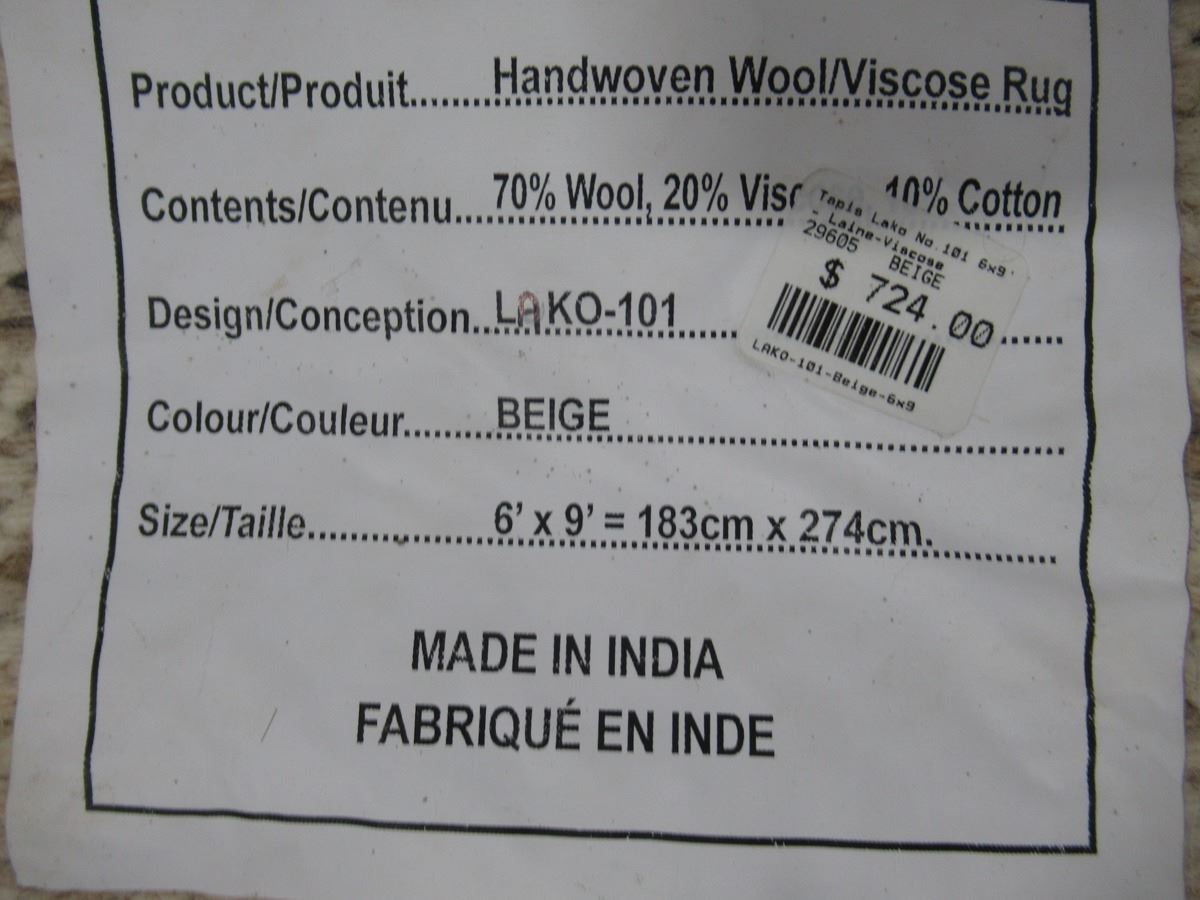 Product/Produit........Handwoven Wool/Viscose Rug
Contents/Contenu....70% Wool, 20% Visc 10% Cotton
Tapis Lako No.101 6x9'
- Laine-Viscose
29605 BEIGE
$ 724.00
LAKO-101-Beige-6x9
Design/Conception....LAKO-101
Colour/Couleur.........BEIGE
Size/Taille..................6’ x 9’ = 183cm x 274cm.
MADE IN INDIA
FABRIQUÉ EN INDE